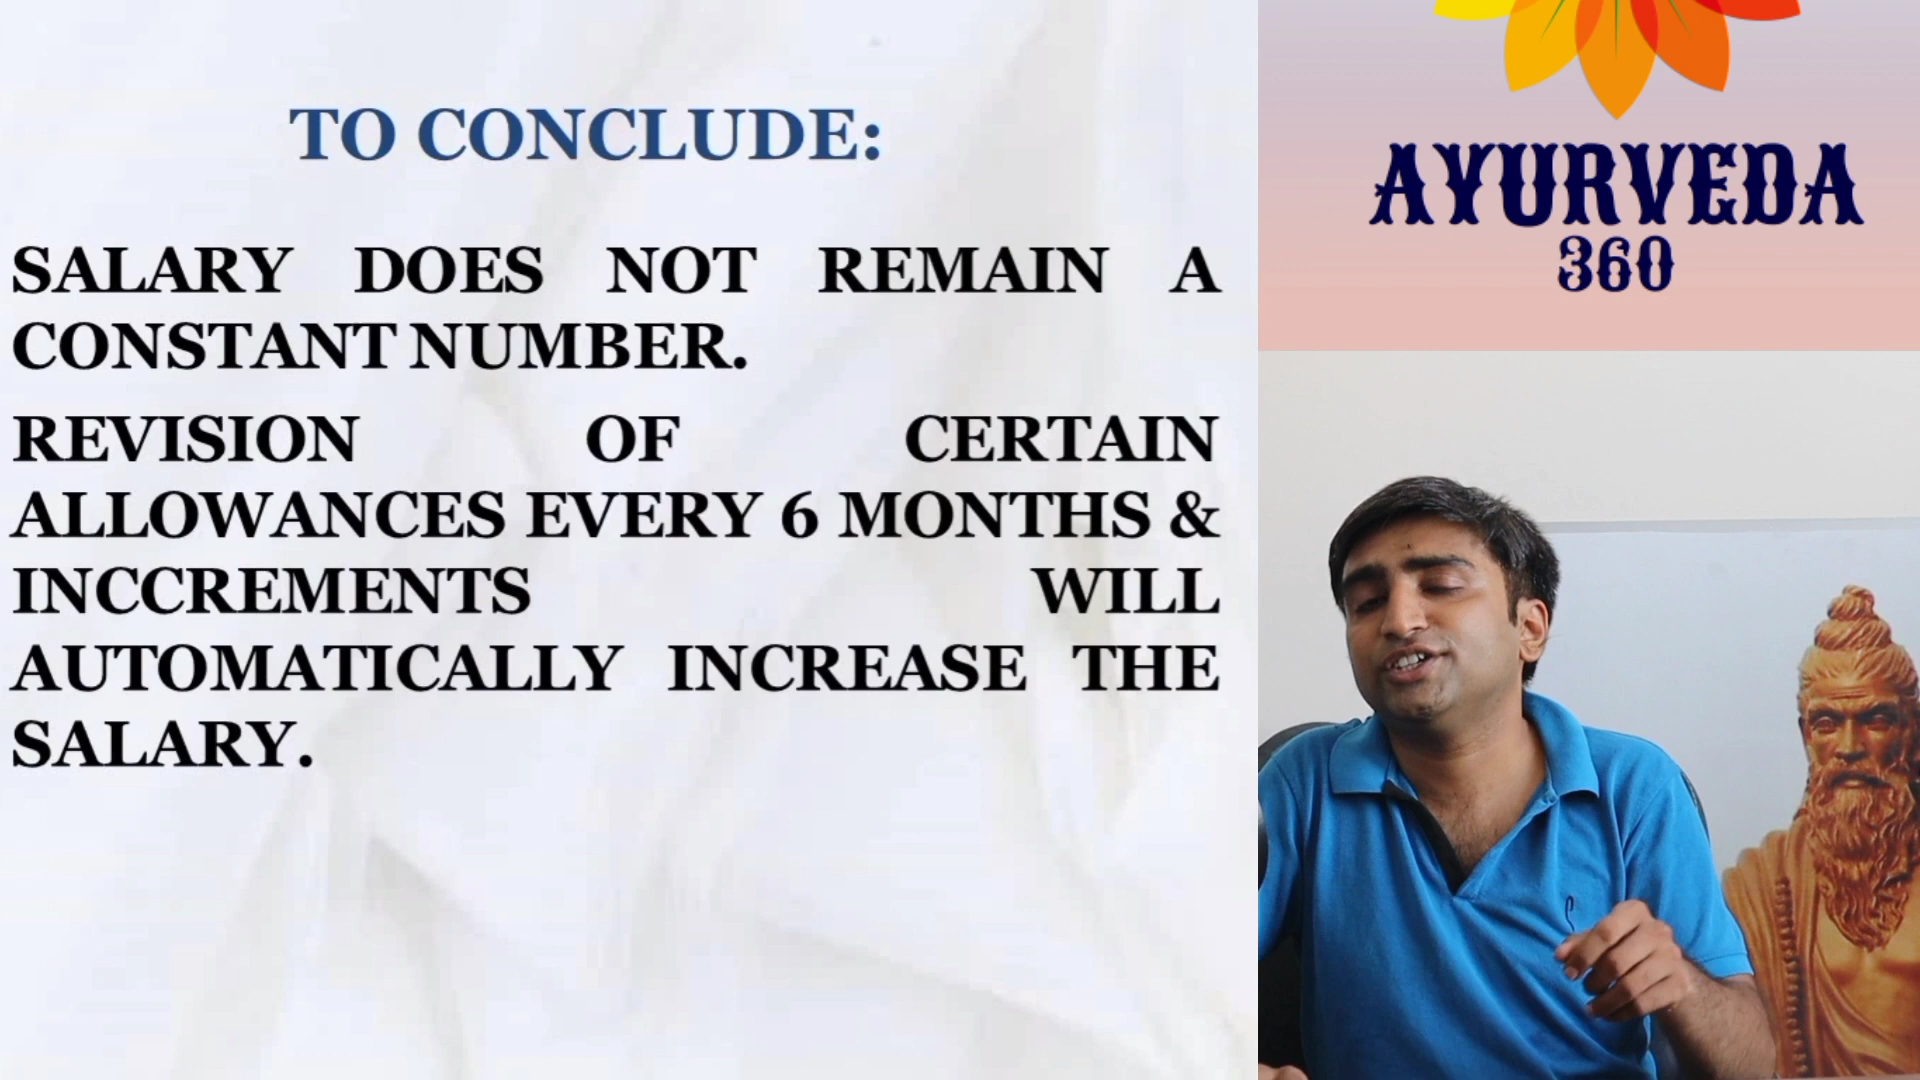 TO CONCLUDE:
SALARY DOES NOT REMAIN A
CONSTANT NUMBER.
REVISION OF CERTAIN
ALLOWANCES EVERY 6 MONTHS &
INCCREMENTS WILL
AUTOMATICALLY INCREASE THE
SALARY.
AYURVEDA
360